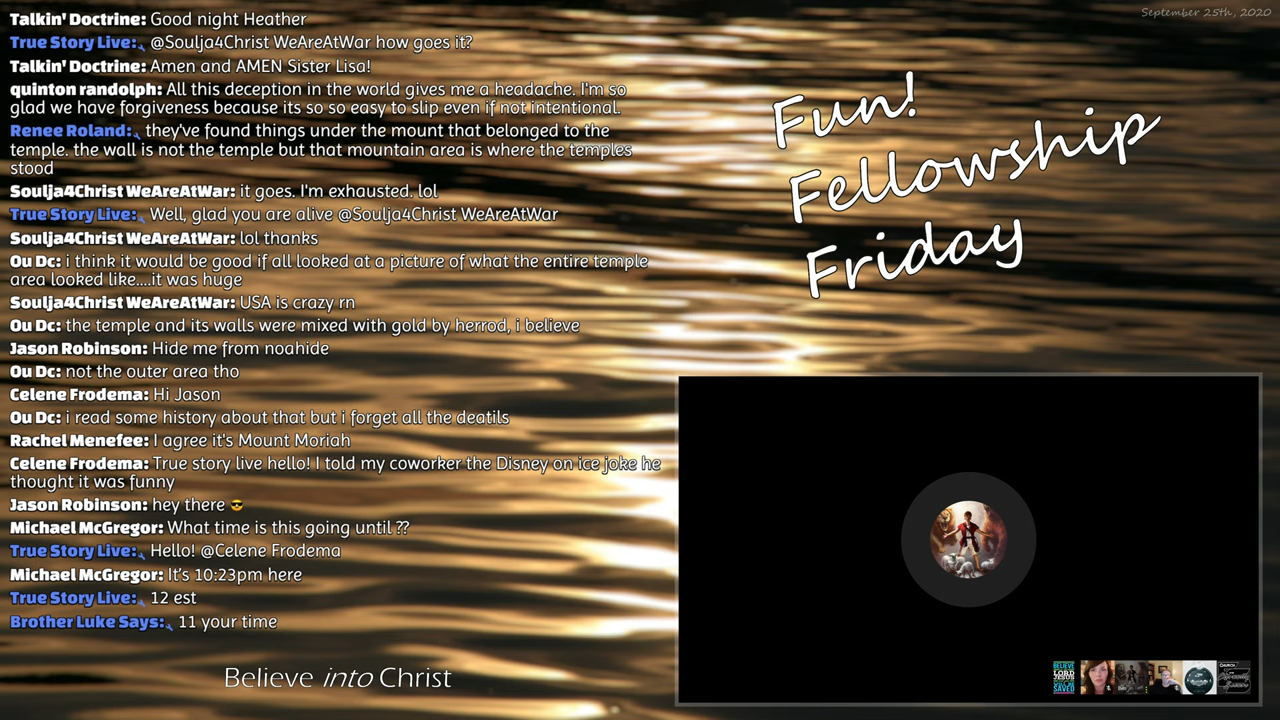 Talkin' Doctrine: Good night Heather
True Story Live: @Soulja4Christ WeAreAtWar how goes it?
Talkin' Doctrine: Amen and AMEN Sister Lisa!
quinton randolph: All this deception in the world gives me a headache. I'm so
glad we have forgiveness because its so so easy to slip even if not intentional.
Renee Roland: they've found things under the mount that belonged to the
temple. the wall is not the temple but that mountain area is where the temples
stood
Soulja4Christ WeAreAtWar: it goes. I'm exhausted. lol
True Story Live: Well, glad you are alive @Soulja4Christ WeAreAtWar
Soulja4Christ WeAreAtWar: lol thanks
Ou Dc: i think it would be good if all looked at a picture of what the entire temple
area looked like....it was huge
Soulja4Christ WeAreAtWar: USA is crazy rn
Ou Dc: the temple and its walls were mixed with gold by herrod, i believe
Jason Robinson: Hide me from noahide
Ou Dc: not the outer area tho
Celene Frodema: Hi Jason
Ou Dc: i read some history about that but i forget all the deatils
Rachel Menefee: I agree it's Mount Moriah
Celene Frodema: True story live hello! I told my coworker the Disney on ice joke he
thought it was funny
Jason Robinson: hey there 😎
Michael McGregor: What time is this going until ??
True Story Live: Hello! @Celene Frodema
Michael McGregor: It's 10:23pm here
True Story Live: 12 est
Brother Luke Says: 11 your time
Believe into Christ
September 25th, 2020
Fun!
Fellowship
Friday
BELIEVE
LORD
JESUS
SAVED
CHURCH